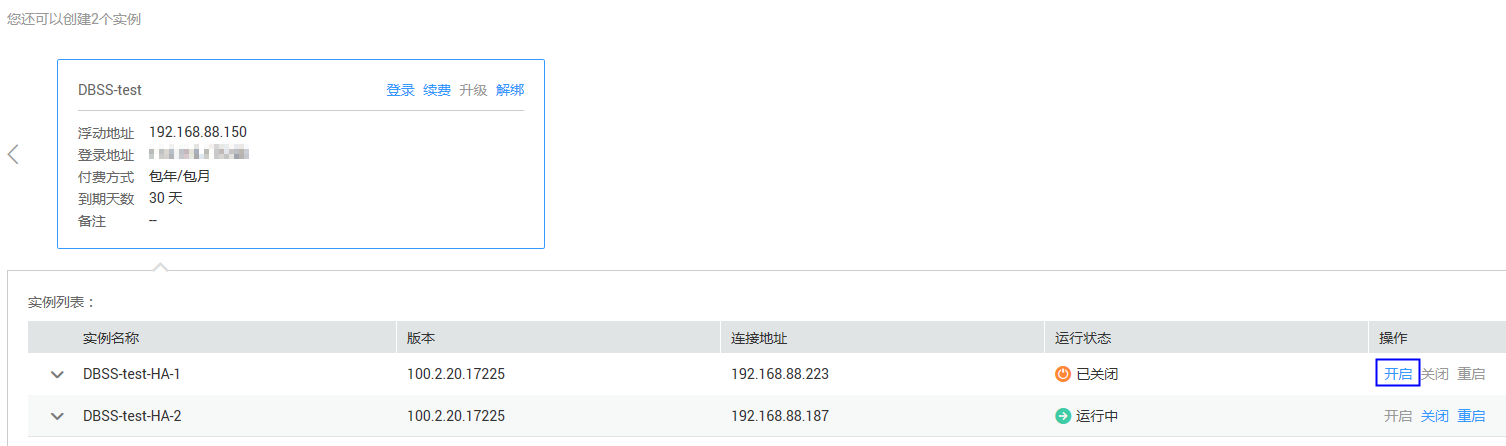 您还可以创建2个实例
DBSS-test 登录 续费 升级 解绑
浮动地址 192.168.88.150
登录地址
付费方式 包年/包月
到期天数 30 天
备注 --
实例列表：
实例名称 版本 连接地址 运行状态 操作
DBSS-test-HA-1 100.2.20.17225 192.168.88.223 已关闭 开启 关闭 重启
DBSS-test-HA-2 100.2.20.17225 192.168.88.187 运行中 开启 关闭 重启